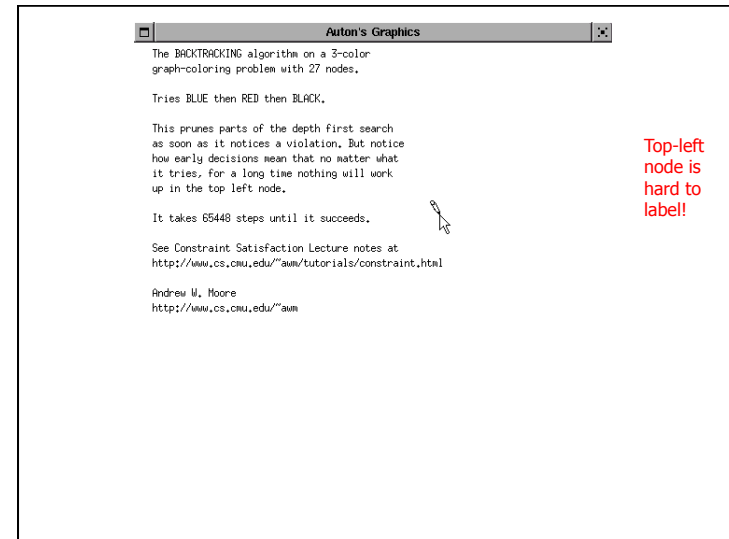 Auton's Graphics
The BACKTRACKING algorithm on a 3-color
graph-coloring problem with 27 nodes.
Tries BLUE then RED then BLACK.
This prunes parts of the depth first search
as soon as it notices a violation. But notice
how early decisions mean that no matter what
it tries, for a long time nothing will work
up in the top left node.
It takes 65448 steps until it succeeds.
See Constraint Satisfaction Lecture notes at
http://www.cs.cmu.edu/~awm/tutorials/constraint.html
Andrew W. Moore
http://www.cs.cmu.edu/~awm
Top-left
node is
hard to
label!